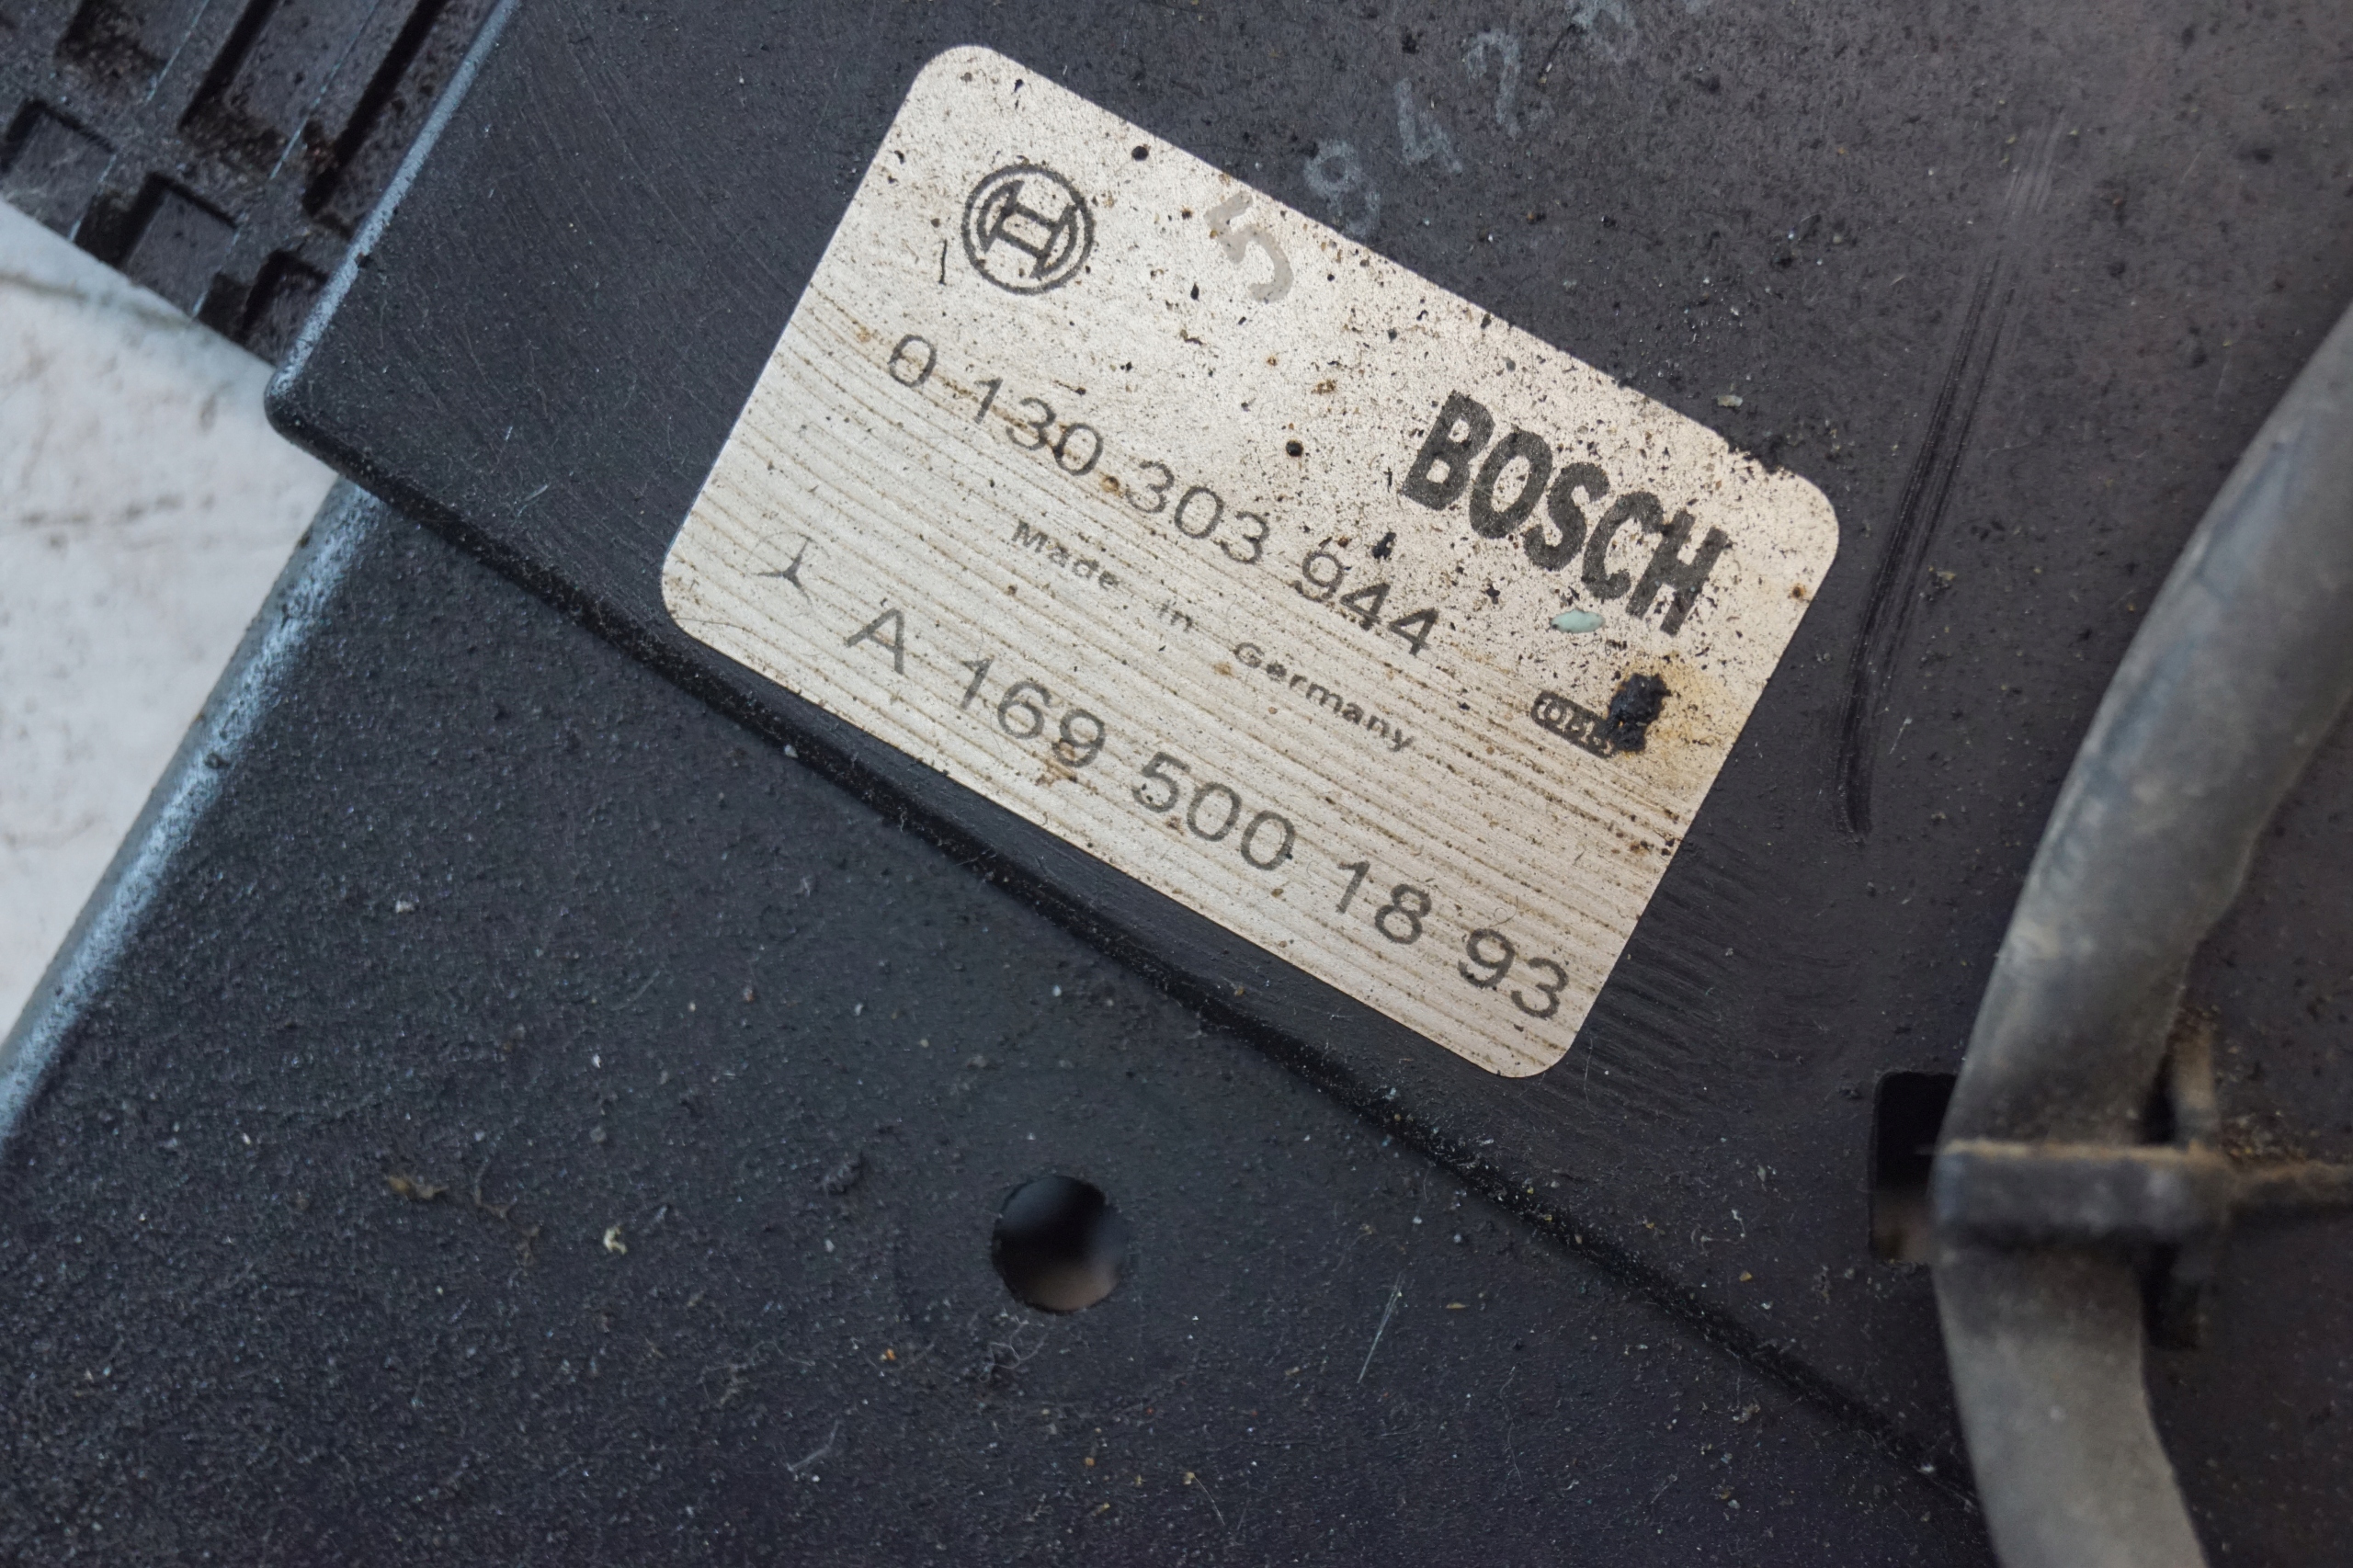 BOSCH
0 130 303 944
Made in Germany
A 169 500 18 93